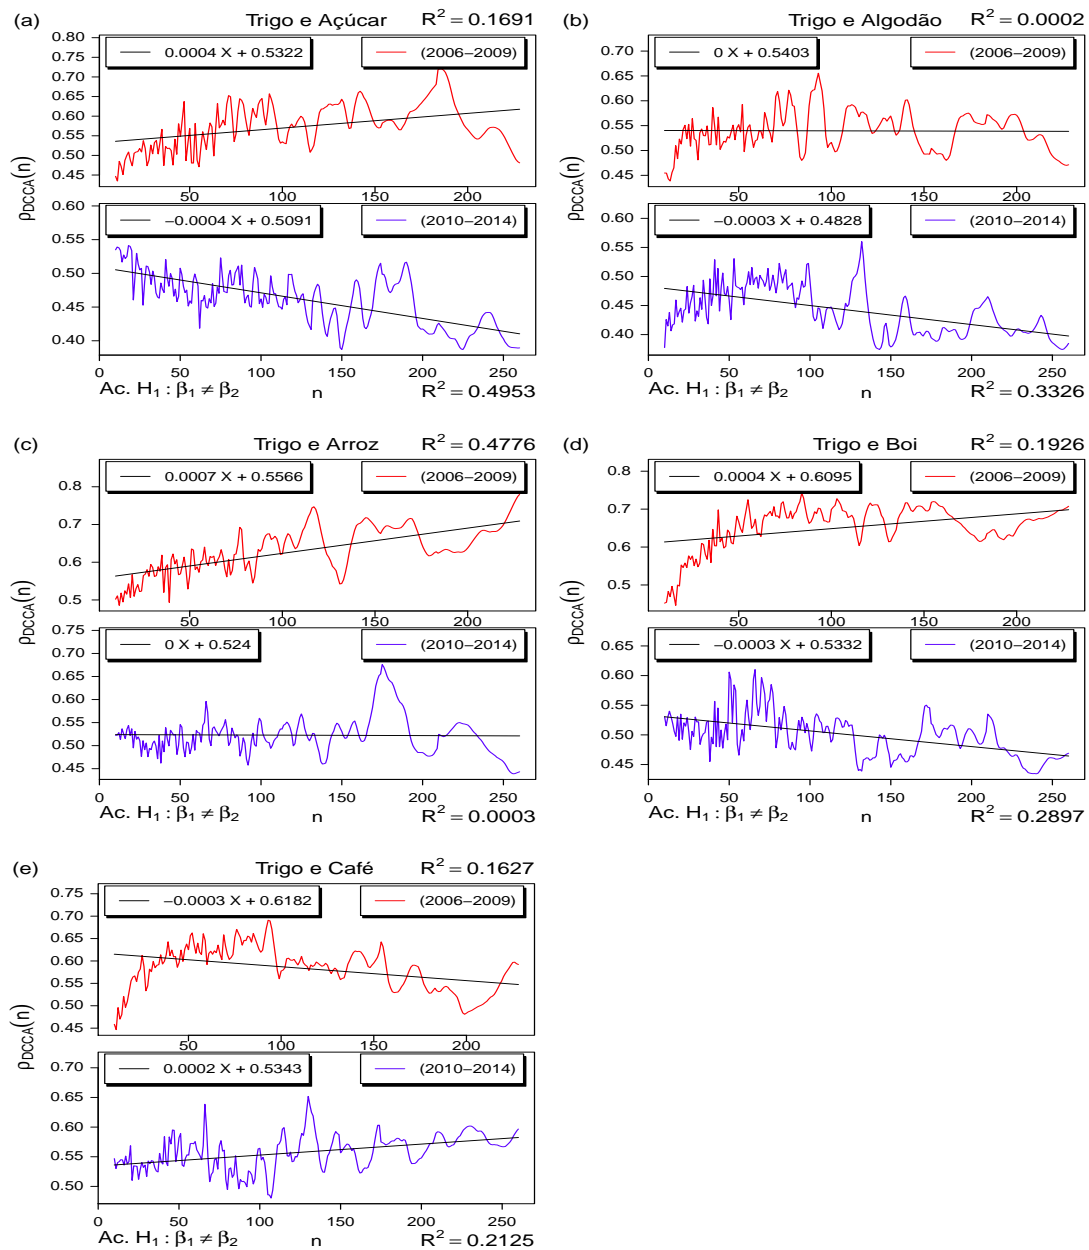 (a) Trigo e Açúcar R² = 0.1691
0.0004 X + 0.5322 (2006−2009)
0.80
0.75
0.70
0.65
0.60
0.55
0.50
0.45
50 100 150 200
−0.0004 X + 0.5091 (2010−2014)
0.60
0.55
0.50
0.45
0.40
ρDCCA(n)
0 50 100 150 200 250
Ac. H₁ : β₁ ≠ β₂ n R² = 0.4953
(b) Trigo e Algodão R² = 0.0002
0 X + 0.5403 (2006−2009)
0.70
0.65
0.60
0.55
0.50
0.45
50 100 150 200
−0.0003 X + 0.4828 (2010−2014)
0.60
0.55
0.50
0.45
0.40
ρDCCA(n)
0 50 100 150 200 250
Ac. H₁ : β₁ ≠ β₂ n R² = 0.3326
(c) Trigo e Arroz R² = 0.4776
0.0007 X + 0.5566 (2006−2009)
0.8
0.7
0.6
0.5
50 100 150 200
0 X + 0.524 (2010−2014)
0.75
0.70
0.65
0.60
0.55
0.50
0.45
ρDCCA(n)
0 50 100 150 200 250
Ac. H₁ : β₁ ≠ β₂ n R² = 0.0003
(d) Trigo e Boi R² = 0.1926
0.0004 X + 0.6095 (2006−2009)
0.8
0.7
0.6
0.5
50 100 150 200
−0.0003 X + 0.5332 (2010−2014)
0.65
0.60
0.55
0.50
0.45
ρDCCA(n)
0 50 100 150 200 250
Ac. H₁ : β₁ ≠ β₂ n R² = 0.2897
(e) Trigo e Café R² = 0.1627
−0.0003 X + 0.6182 (2006−2009)
0.75
0.70
0.65
0.60
0.55
0.50
0.45
50 100 150 200
0.0002 X + 0.5343 (2010−2014)
0.70
0.65
0.60
0.55
0.50
ρDCCA(n)
0 50 100 150 200 250
Ac. H₁ : β₁ ≠ β₂ n R² = 0.2125